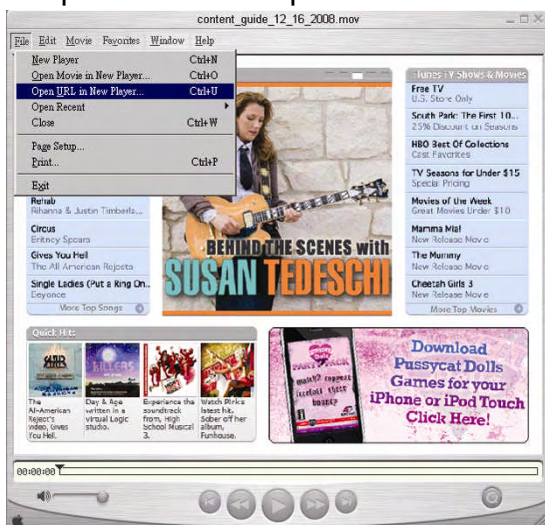 content_guide_12_16_2008.mov
File Edit Movie Favorites Window Help
New Player Ctrl+N
Open Movie in New Player... Ctrl+O
Open URL in New Player... Ctrl+U
Open Recent
Close Ctrl+W
Page Setup...
Print... Ctrl+P
Exit
Rehab
Rihanna & Justin Timberla...
Circus
Britney Spears
Gives You Hell
The All American Rejects
Single Ladies (Put a Ring On..
Beyonce
More Top Songs
BEHIND THE SCENES with
SUSAN TEDESCHI
iTunes TV Shows & Movies
Free TV
U.S. Store Only
South Park: The First 10...
25% Discount on Seasons
HBO Best Of Collections
Cast Favorites
TV Seasons for Under $15
Special Pricing
Movies of the Week
Great Movies Under $10
Mamma Mia!
New Release Movie
The Mummy
New Release Movie
Cheetah Girls 3
New Release Movie
More Top Movies
Quick Hits
KILLERS
The
All-American
Reject's
video, Gives
You Hell.
Day & Age
written in a
virtual Logic
studio.
Experience the
soundtrack
from, High
School Musical
3.
Watch P!nk's
latest hit,
Sober off her
album,
Funhouse.
Download
Pussycat Dolls
Games for your
iPhone or iPod Touch
Click Here!
00:00:00